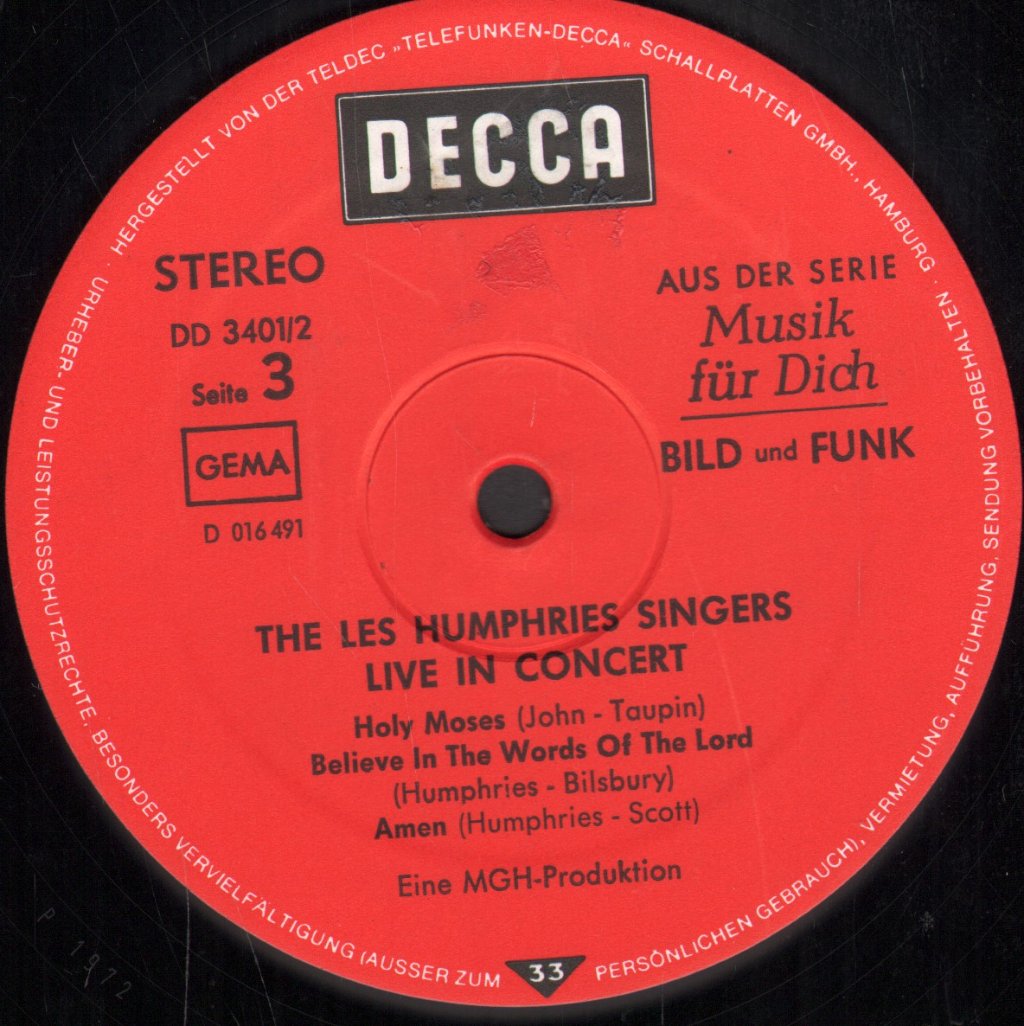 DECCA
STEREO
DD 3401/2
Seite 3
GEMA
D 016 491
AUS DER SERIE
Musik
für Dich
BILD und FUNK
THE LES HUMPHRIES SINGERS
LIVE IN CONCERT
Holy Moses (John - Taupin)
Believe In The Words Of The Lord
(Humphries - Bilsbury)
Amen (Humphries - Scott)
Eine MGH-Produktion
33
HERGESTELLT VON DER TELDEC „TELEFUNKEN-DECCA“ SCHALLPLATTEN GMBH., HAMBURG · URHEBER- UND LEISTUNGSSCHUTZRECHTE, BESONDERS VERVIELFÄLTIGUNG (AUSSER ZUM PERSÖNLICHEN GEBRAUCH), VERMIETUNG, AUFFÜHRUNG, SENDUNG VORBEHALTEN ·
P 1972